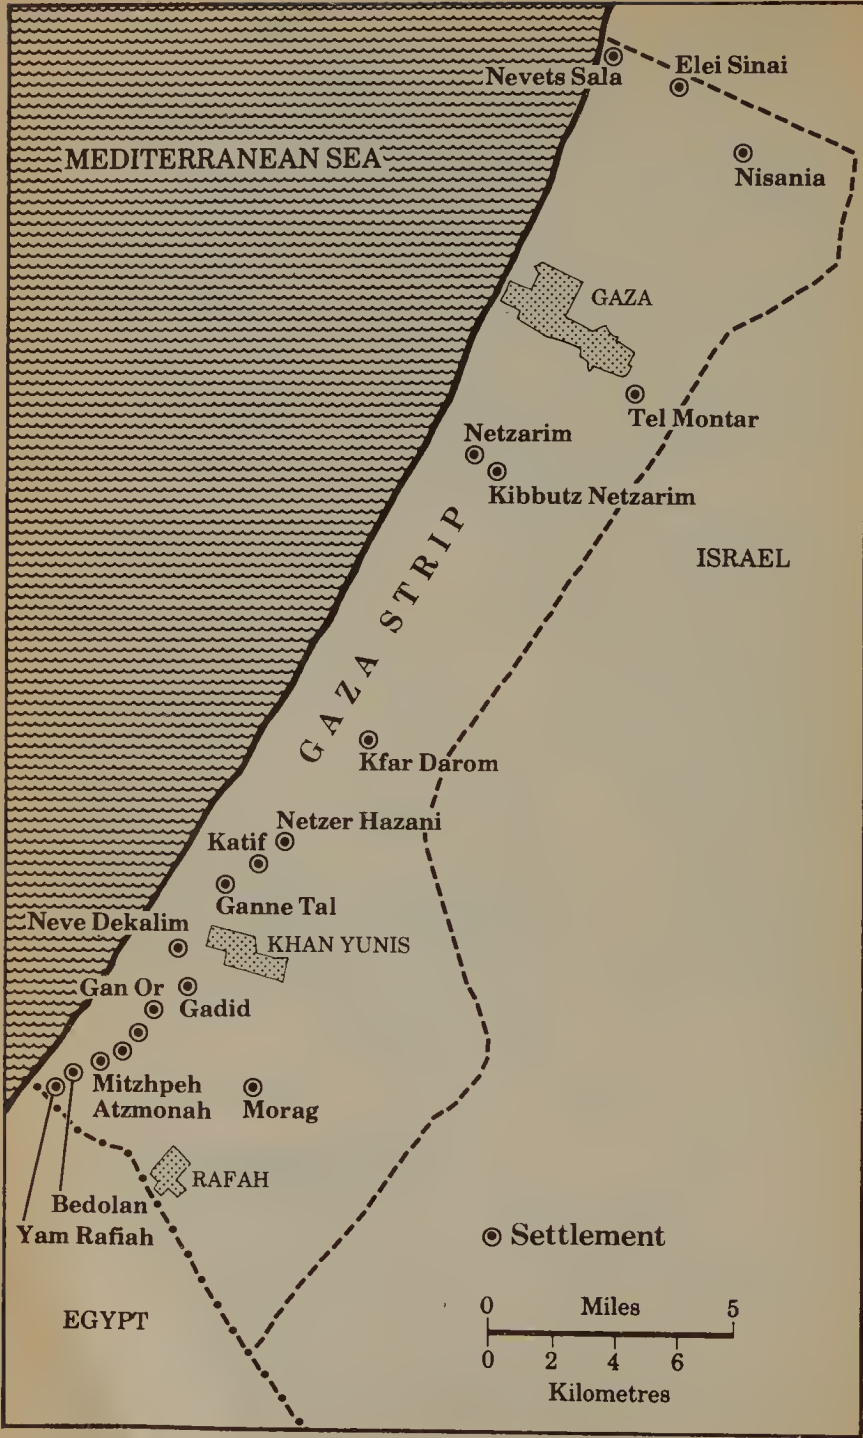 Nevets Sala
Elei Sinai
MEDITERRANEAN SEA
Nisania
GAZA
Tel Montar
Netzarim
Kibbutz Netzarim
GAZA STRIP
ISRAEL
Kfar Darom
Netzer Hazani
Katif
Ganne Tal
Neve Dekalim
KHAN YUNIS
Gan Or
Gadid
Mitzhpeh
Atzmonah
Morag
RAFAH
Bedolan
Yam Rafiah
Settlement
EGYPT
0 Miles 5
0 2 4 6
Kilometres